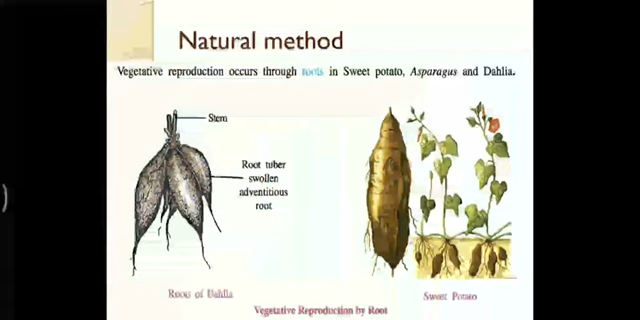 Natural method
Vegetative reproduction occurs through roots in Sweet potato, Asparagus and Dahlia.
Stem
Root tuber
swollen
adventitious
root
Roots of Dahlia
Sweet Potato
Vegetative Reproduction by Root